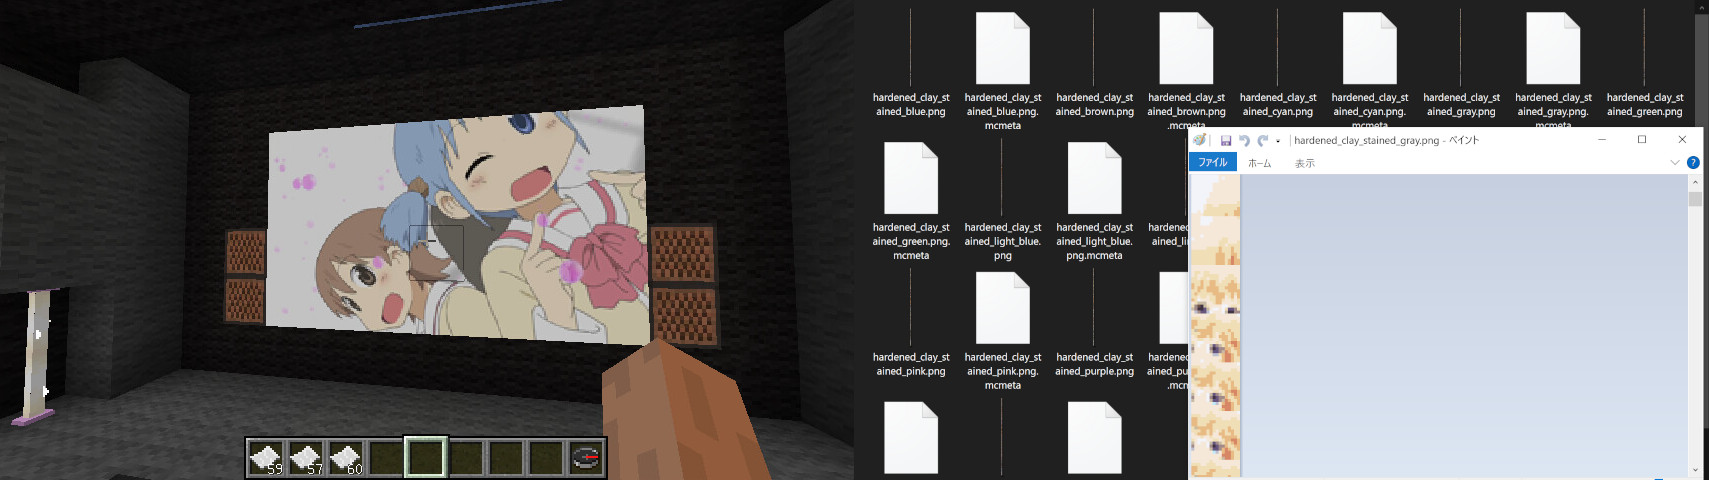 59
57
60
hardened_clay_st
ained_blue.png
hardened_clay_st
ained_blue.png.
mcmeta
hardened_clay_st
ained_brown.png
hardened_clay_st
ained_brown.png
.mcmeta
hardened_clay_st
ained_cyan.png
hardened_clay_st
ained_cyan.png.
mcmeta
hardened_clay_st
ained_gray.png
hardened_clay_st
ained_gray.png.
mcmeta
hardened_clay_st
ained_green.png
hardened_clay_st
ained_green.png.
mcmeta
hardened_clay_st
ained_light_blue.
png
hardened_clay_st
ained_light_blue.
png.mcmeta
hardened_clay_st
ained_pink.png
hardened_clay_st
ained_pink.png.
mcmeta
hardened_clay_st
ained_purple.png
hardened_clay_stained_gray.png - ペイント
ファイル ホーム 表示
?